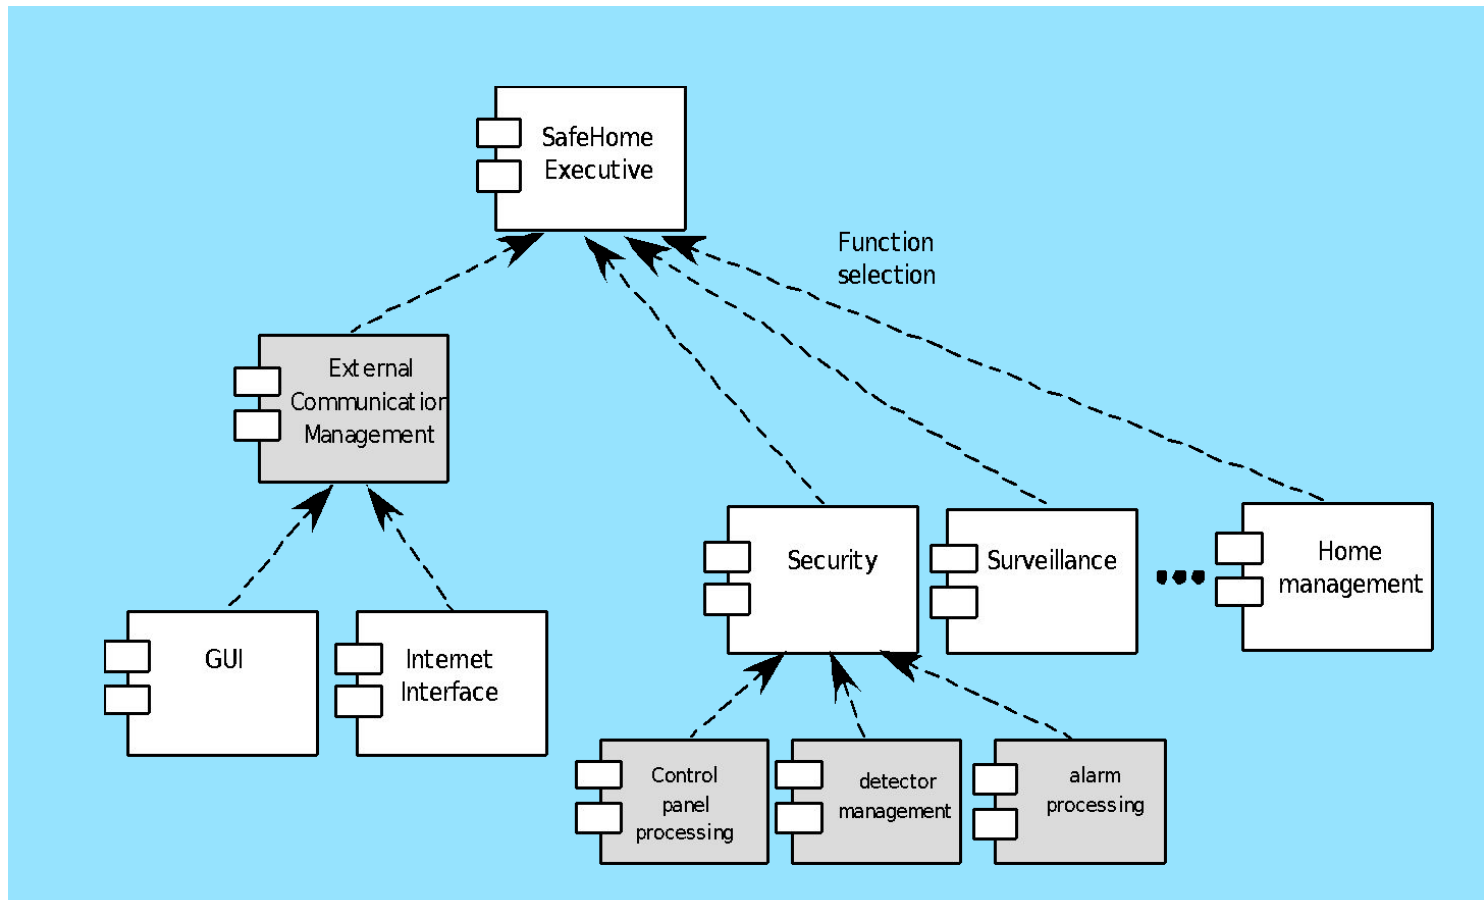 SafeHome
Executive
Function
selection
External
Communication
Management
Security
Surveillance
Home
management
GUI
Internet
Interface
Control
panel
processing
detector
management
alarm
processing